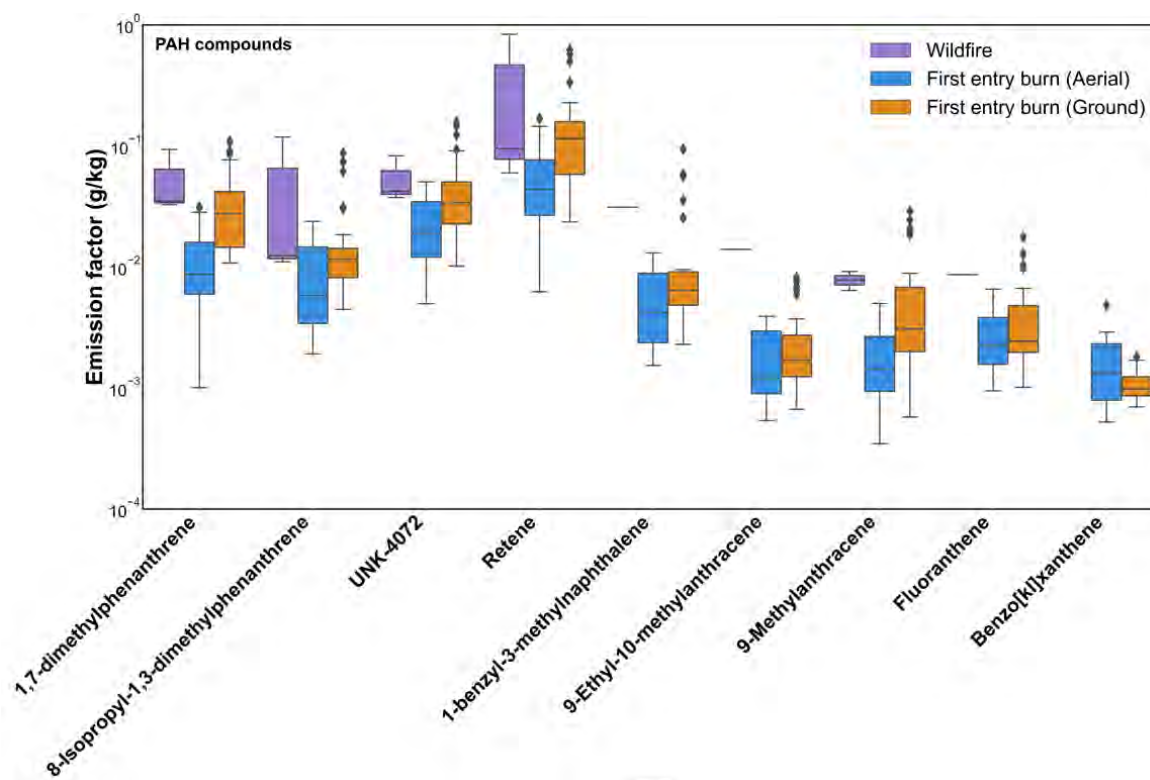 PAH compounds
Wildfire
First entry burn (Aerial)
First entry burn (Ground)
Emission factor (g/kg)
10⁰
10⁻¹
10⁻²
10⁻³
10⁻⁴
1,7-dimethylphenanthrene
8-Isopropyl-1,3-dimethylphenanthrene
UNK-4072
Retene
1-benzyl-3-methylnaphthalene
9-Ethyl-10-methylanthracene
9-Methylanthracene
Fluoranthene
Benzo[kl]xanthene